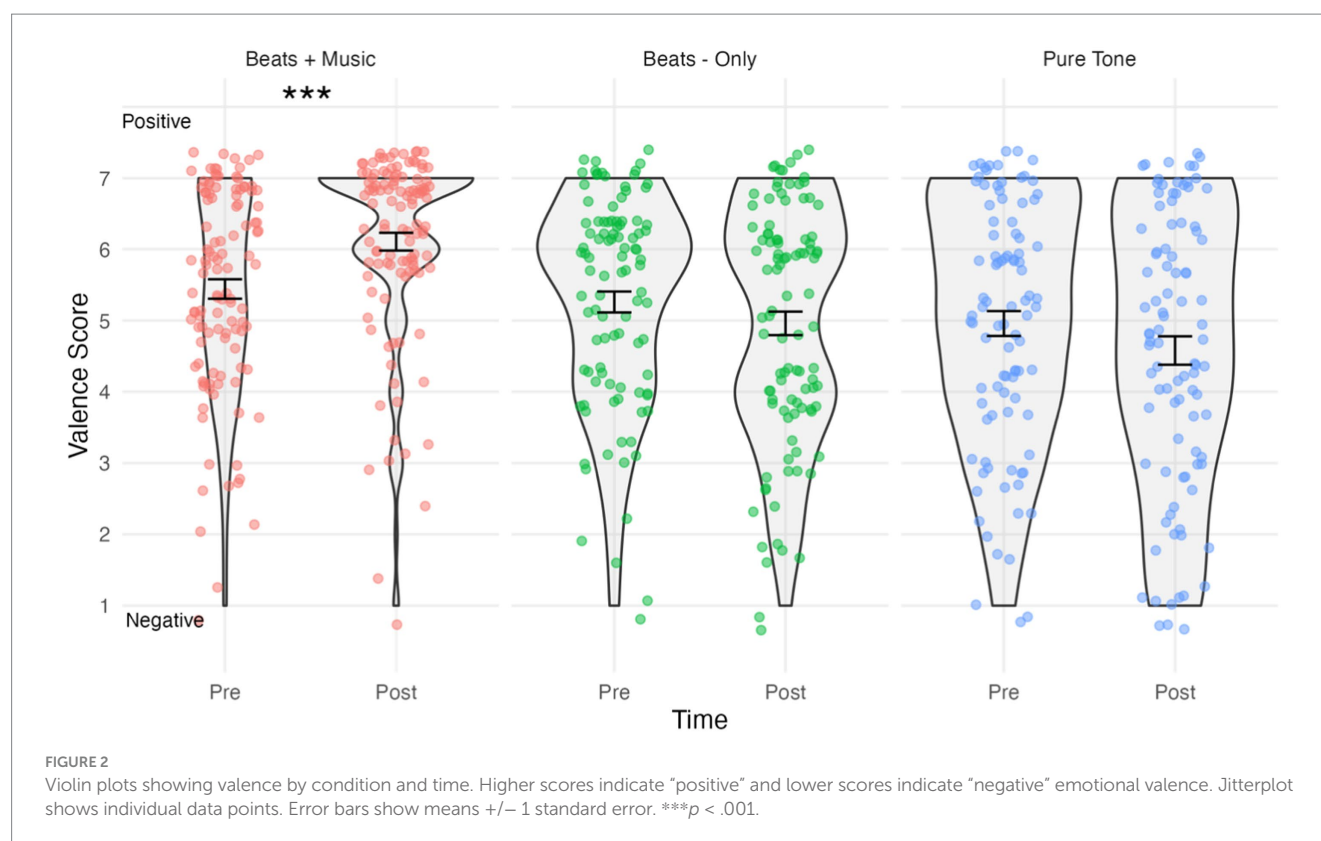 Beats + Music
Beats - Only
Pure Tone
***
Positive
7
6
5
4
3
2
1
Negative
Valence Score
Pre
Post
Pre
Post
Pre
Post
Time
FIGURE 2
Violin plots showing valence by condition and time. Higher scores indicate “positive” and lower scores indicate “negative” emotional valence. Jitterplot
shows individual data points. Error bars show means +/− 1 standard error. ***p < .001.